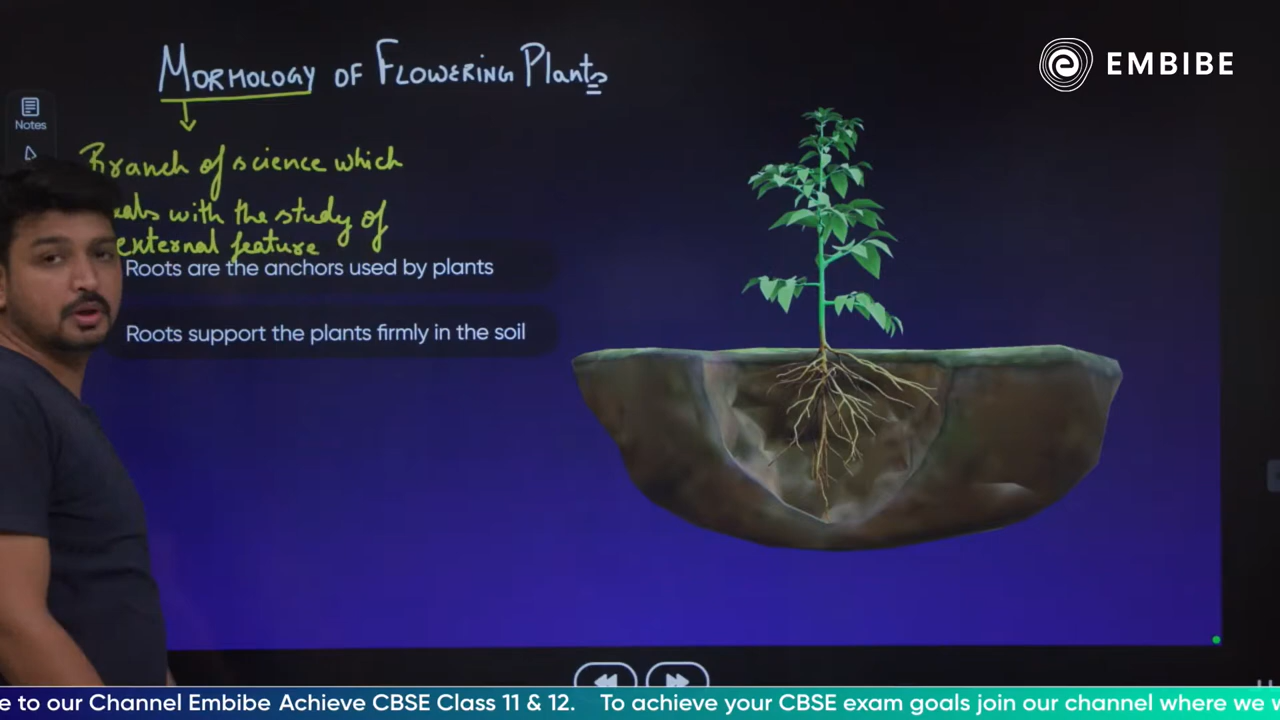 MORMOLOGY OF FLOWERING Plants
EMBIBE
Notes
Branch of science which
with the study of
external feature
Roots are the anchors used by plants
Roots support the plants firmly in the soil
e to our Channel Embibe Achieve CBSE Class 11 & 12. To achieve your CBSE exam goals join our channel where we w